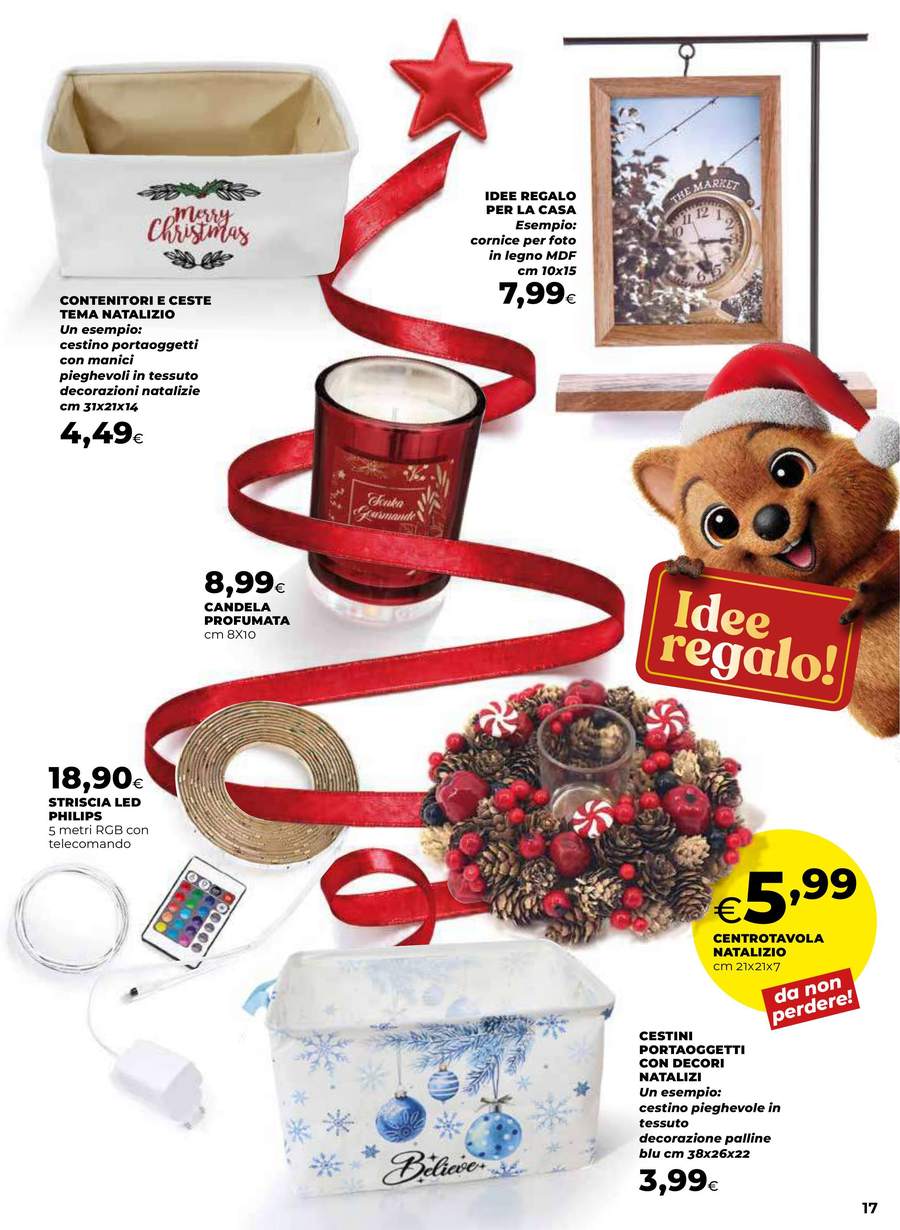 Merry
Christmas
CONTENITORI E CESTE
TEMA NATALIZIO
Un esempio:
cestino portaoggetti
con manici
pieghevoli in tessuto
decorazioni natalizie
cm 31x21x14
4,49€
IDEE REGALO
PER LA CASA
Esempio:
cornice per foto
in legno MDF
cm 10x15
7,99€
THE MARKET
Tonka
Gourmande
8,99€
CANDELA
PROFUMATA
cm 8X10
Idee
regalo!
18,90€
STRISCIA LED
PHILIPS
5 metri RGB con
telecomando
€5,99
CENTROTAVOLA
NATALIZIO
cm 21x21x7
da non
perdere!
Believe
CESTINI
PORTAOGGETTI
CON DECORI
NATALIZI
Un esempio:
cestino pieghevole in
tessuto
decorazione palline
blu cm 38x26x22
3,99€
17